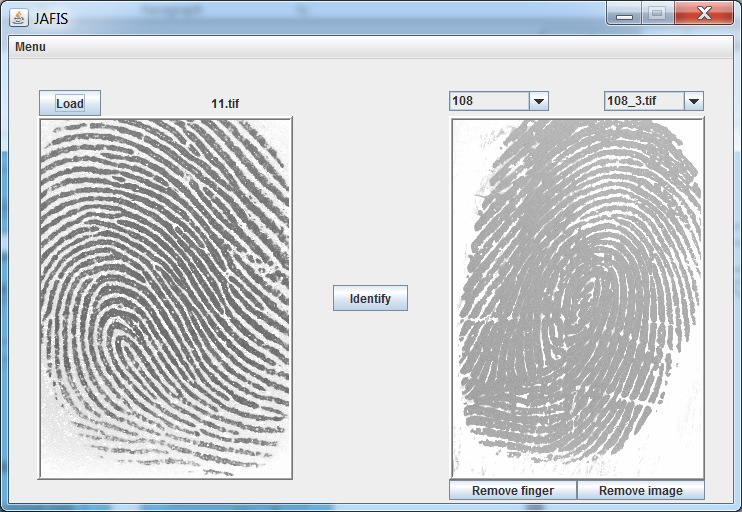 JAFIS
Menu
Load
11.tif
108
108_3.tif
Identify
Remove finger
Remove image